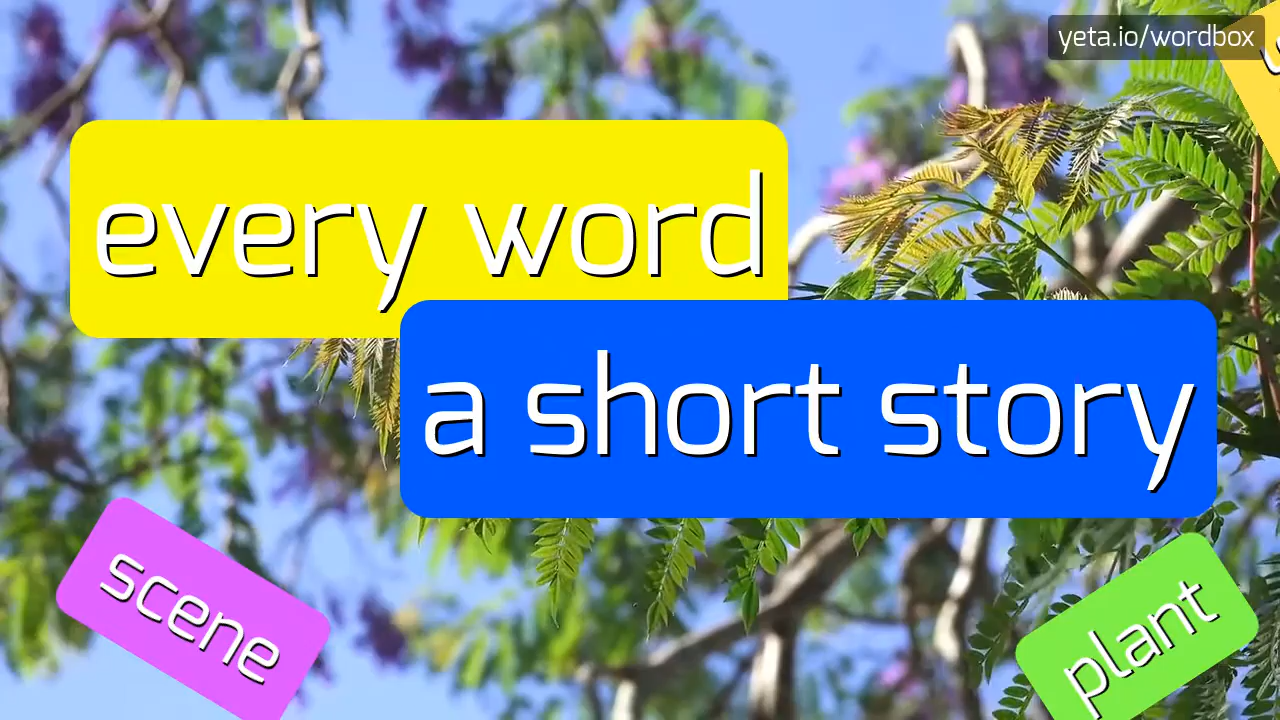 yeta.io/wordbox
every word
a short story
scene
plant